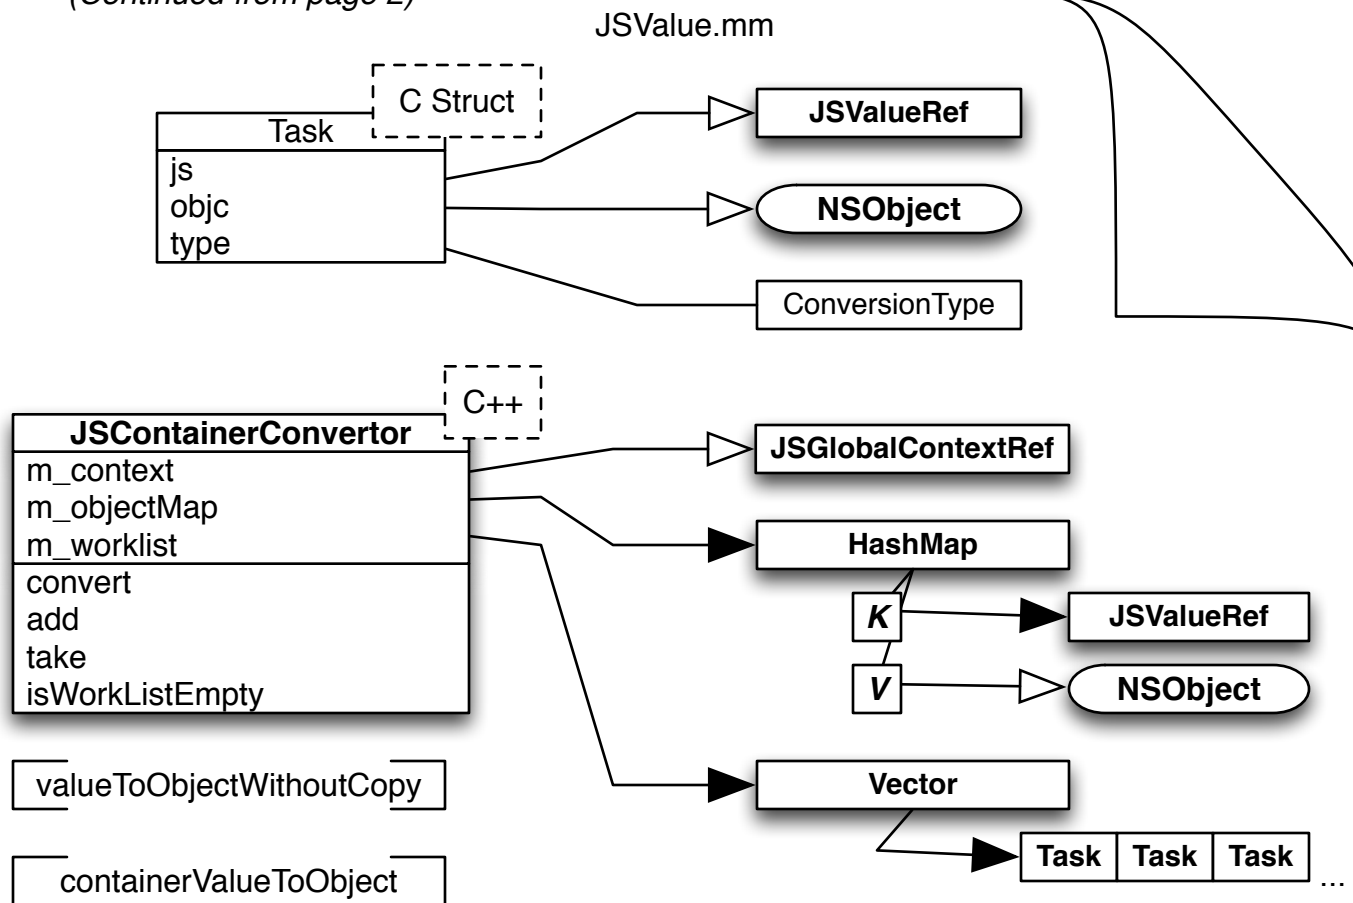 (Continued from page 2)
JSValue.mm
C Struct
Task
js
objc
type
JSValueRef
NSObject
ConversionType
C++
JSContainerConvertor
m_context
m_objectMap
m_worklist
convert
add
take
isWorkListEmpty
JSGlobalContextRef
HashMap
K
JSValueRef
V
NSObject
valueToObjectWithoutCopy
Vector
containerValueToObject
Task Task Task ...